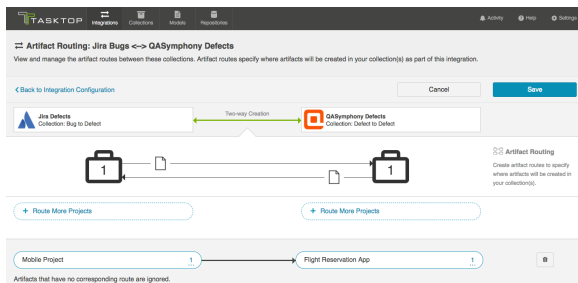 TASKTOP
Integrations
Collections
Models
Repositories
Activity
Help
Settings
Artifact Routing: Jira Bugs <--> QASymphony Defects
View and manage the artifact routes between these collections. Artifact routes specify where artifacts will be created in your collection(s) as part of this integration.
Back to Integration Configuration
Cancel
Save
Jira Defects
Collection: Bug to Defect
Two-way Creation
QASymphony Defects
Collection: Defect to Defect
1
1
Artifact Routing
Create artifact routes to specify
where artifacts will be created in
your collection(s).
+ Route More Projects
+ Route More Projects
Mobile Project
1
Flight Reservation App
1
Artifacts that have no corresponding route are ignored.